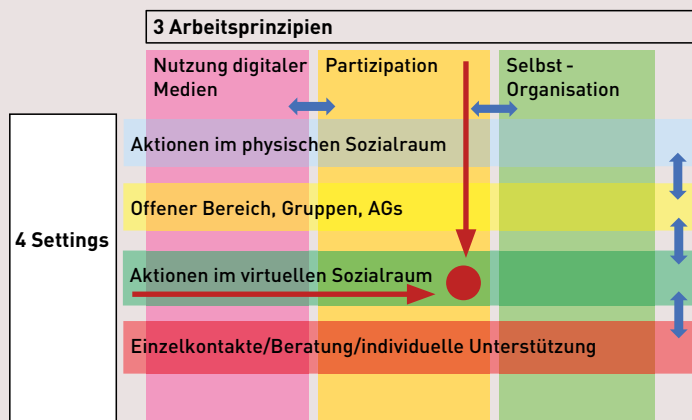 3 Arbeitsprinzipien
Nutzung digitaler
Medien
Partizipation
Selbst -
Organisation
4 Settings
Aktionen im physischen Sozialraum
Offener Bereich, Gruppen, AGs
Aktionen im virtuellen Sozialraum
Einzelkontakte/Beratung/individuelle Unterstützung